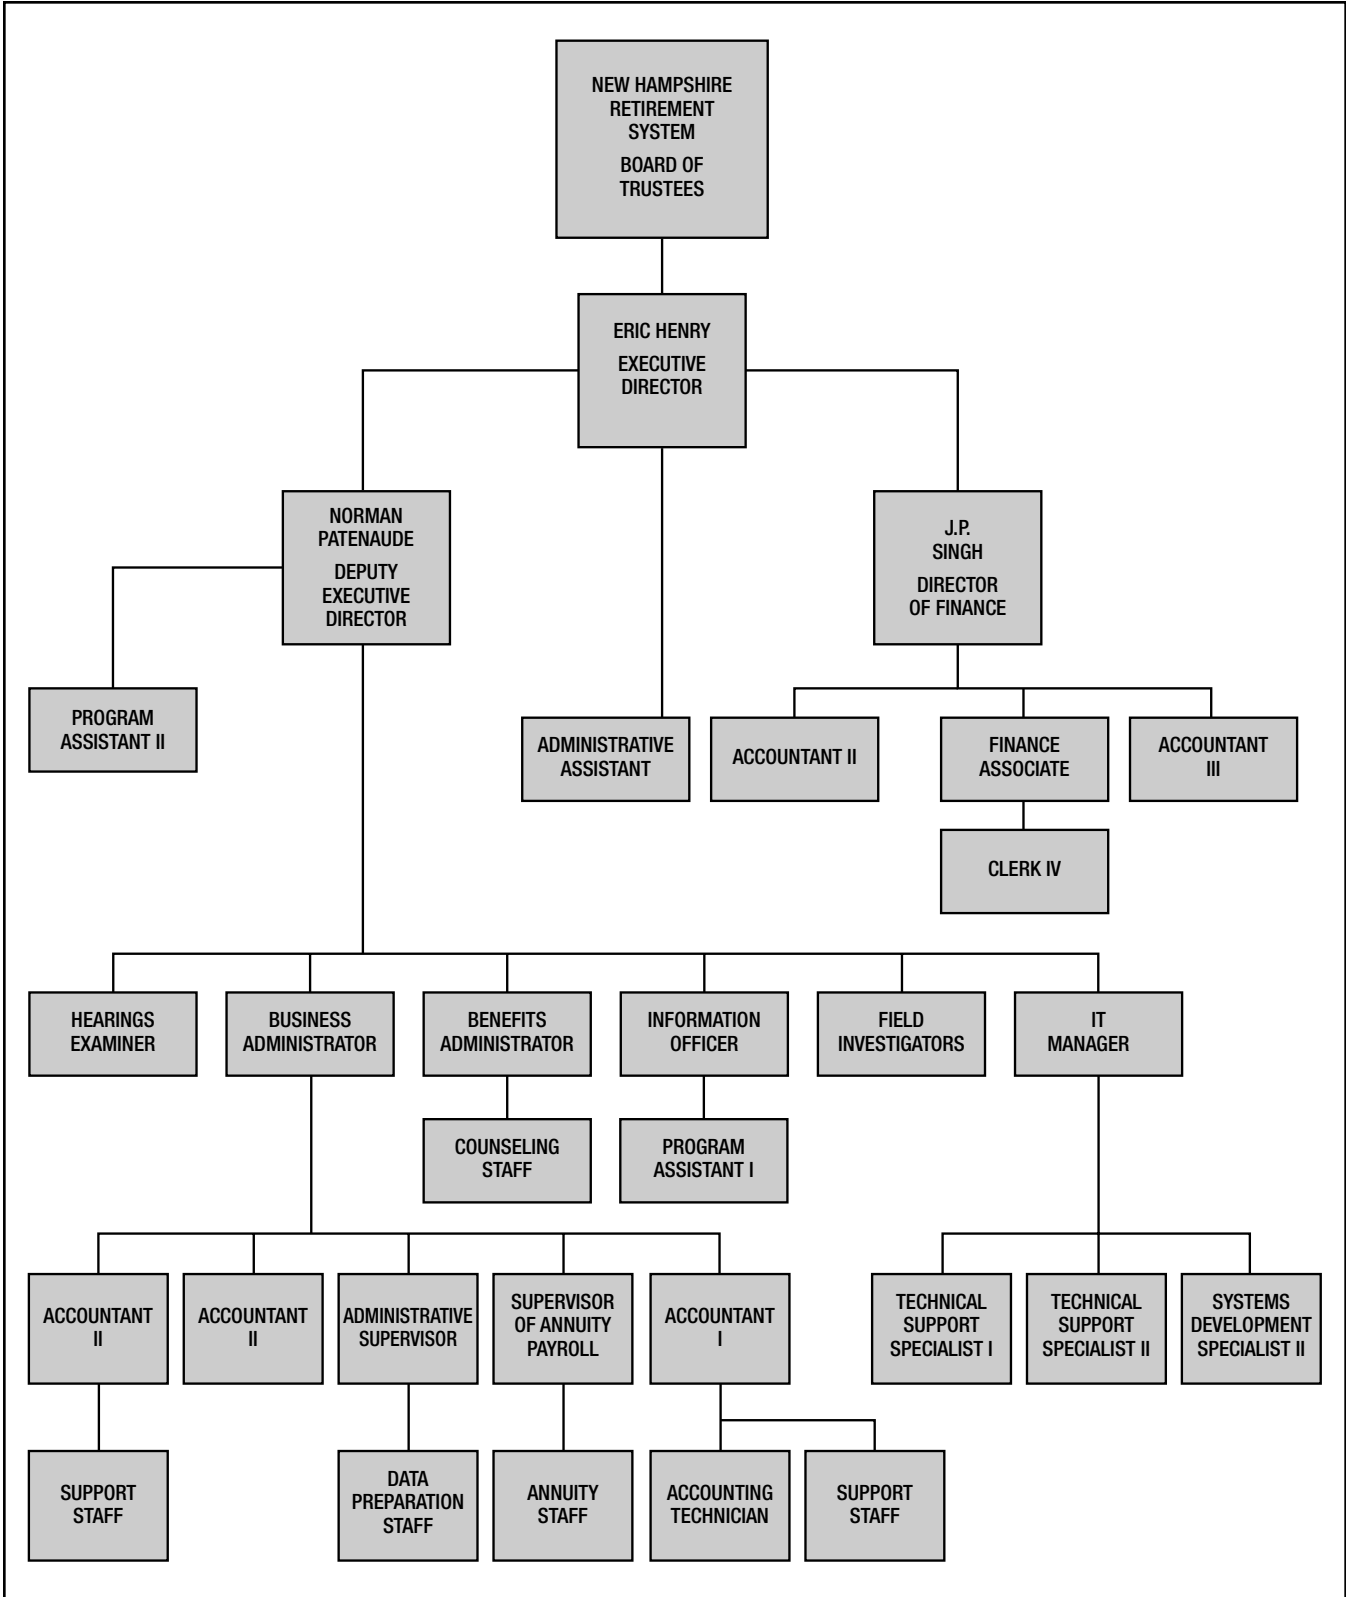 NEW HAMPSHIRE
RETIREMENT
SYSTEM
BOARD OF
TRUSTEES
ERIC HENRY
EXECUTIVE
DIRECTOR
NORMAN
PATENAUDE
DEPUTY
EXECUTIVE
DIRECTOR
J.P.
SINGH
DIRECTOR
OF FINANCE
PROGRAM
ASSISTANT II
ADMINISTRATIVE
ASSISTANT
ACCOUNTANT II
FINANCE
ASSOCIATE
ACCOUNTANT
III
CLERK IV
HEARINGS
EXAMINER
BUSINESS
ADMINISTRATOR
BENEFITS
ADMINISTRATOR
INFORMATION
OFFICER
FIELD
INVESTIGATORS
IT
MANAGER
COUNSELING
STAFF
PROGRAM
ASSISTANT I
ACCOUNTANT
II
ACCOUNTANT
II
ADMINISTRATIVE
SUPERVISOR
SUPERVISOR
OF ANNUITY
PAYROLL
ACCOUNTANT
I
TECHNICAL
SUPPORT
SPECIALIST I
TECHNICAL
SUPPORT
SPECIALIST II
SYSTEMS
DEVELOPMENT
SPECIALIST II
SUPPORT
STAFF
DATA
PREPARATION
STAFF
ANNUITY
STAFF
ACCOUNTING
TECHNICIAN
SUPPORT
STAFF